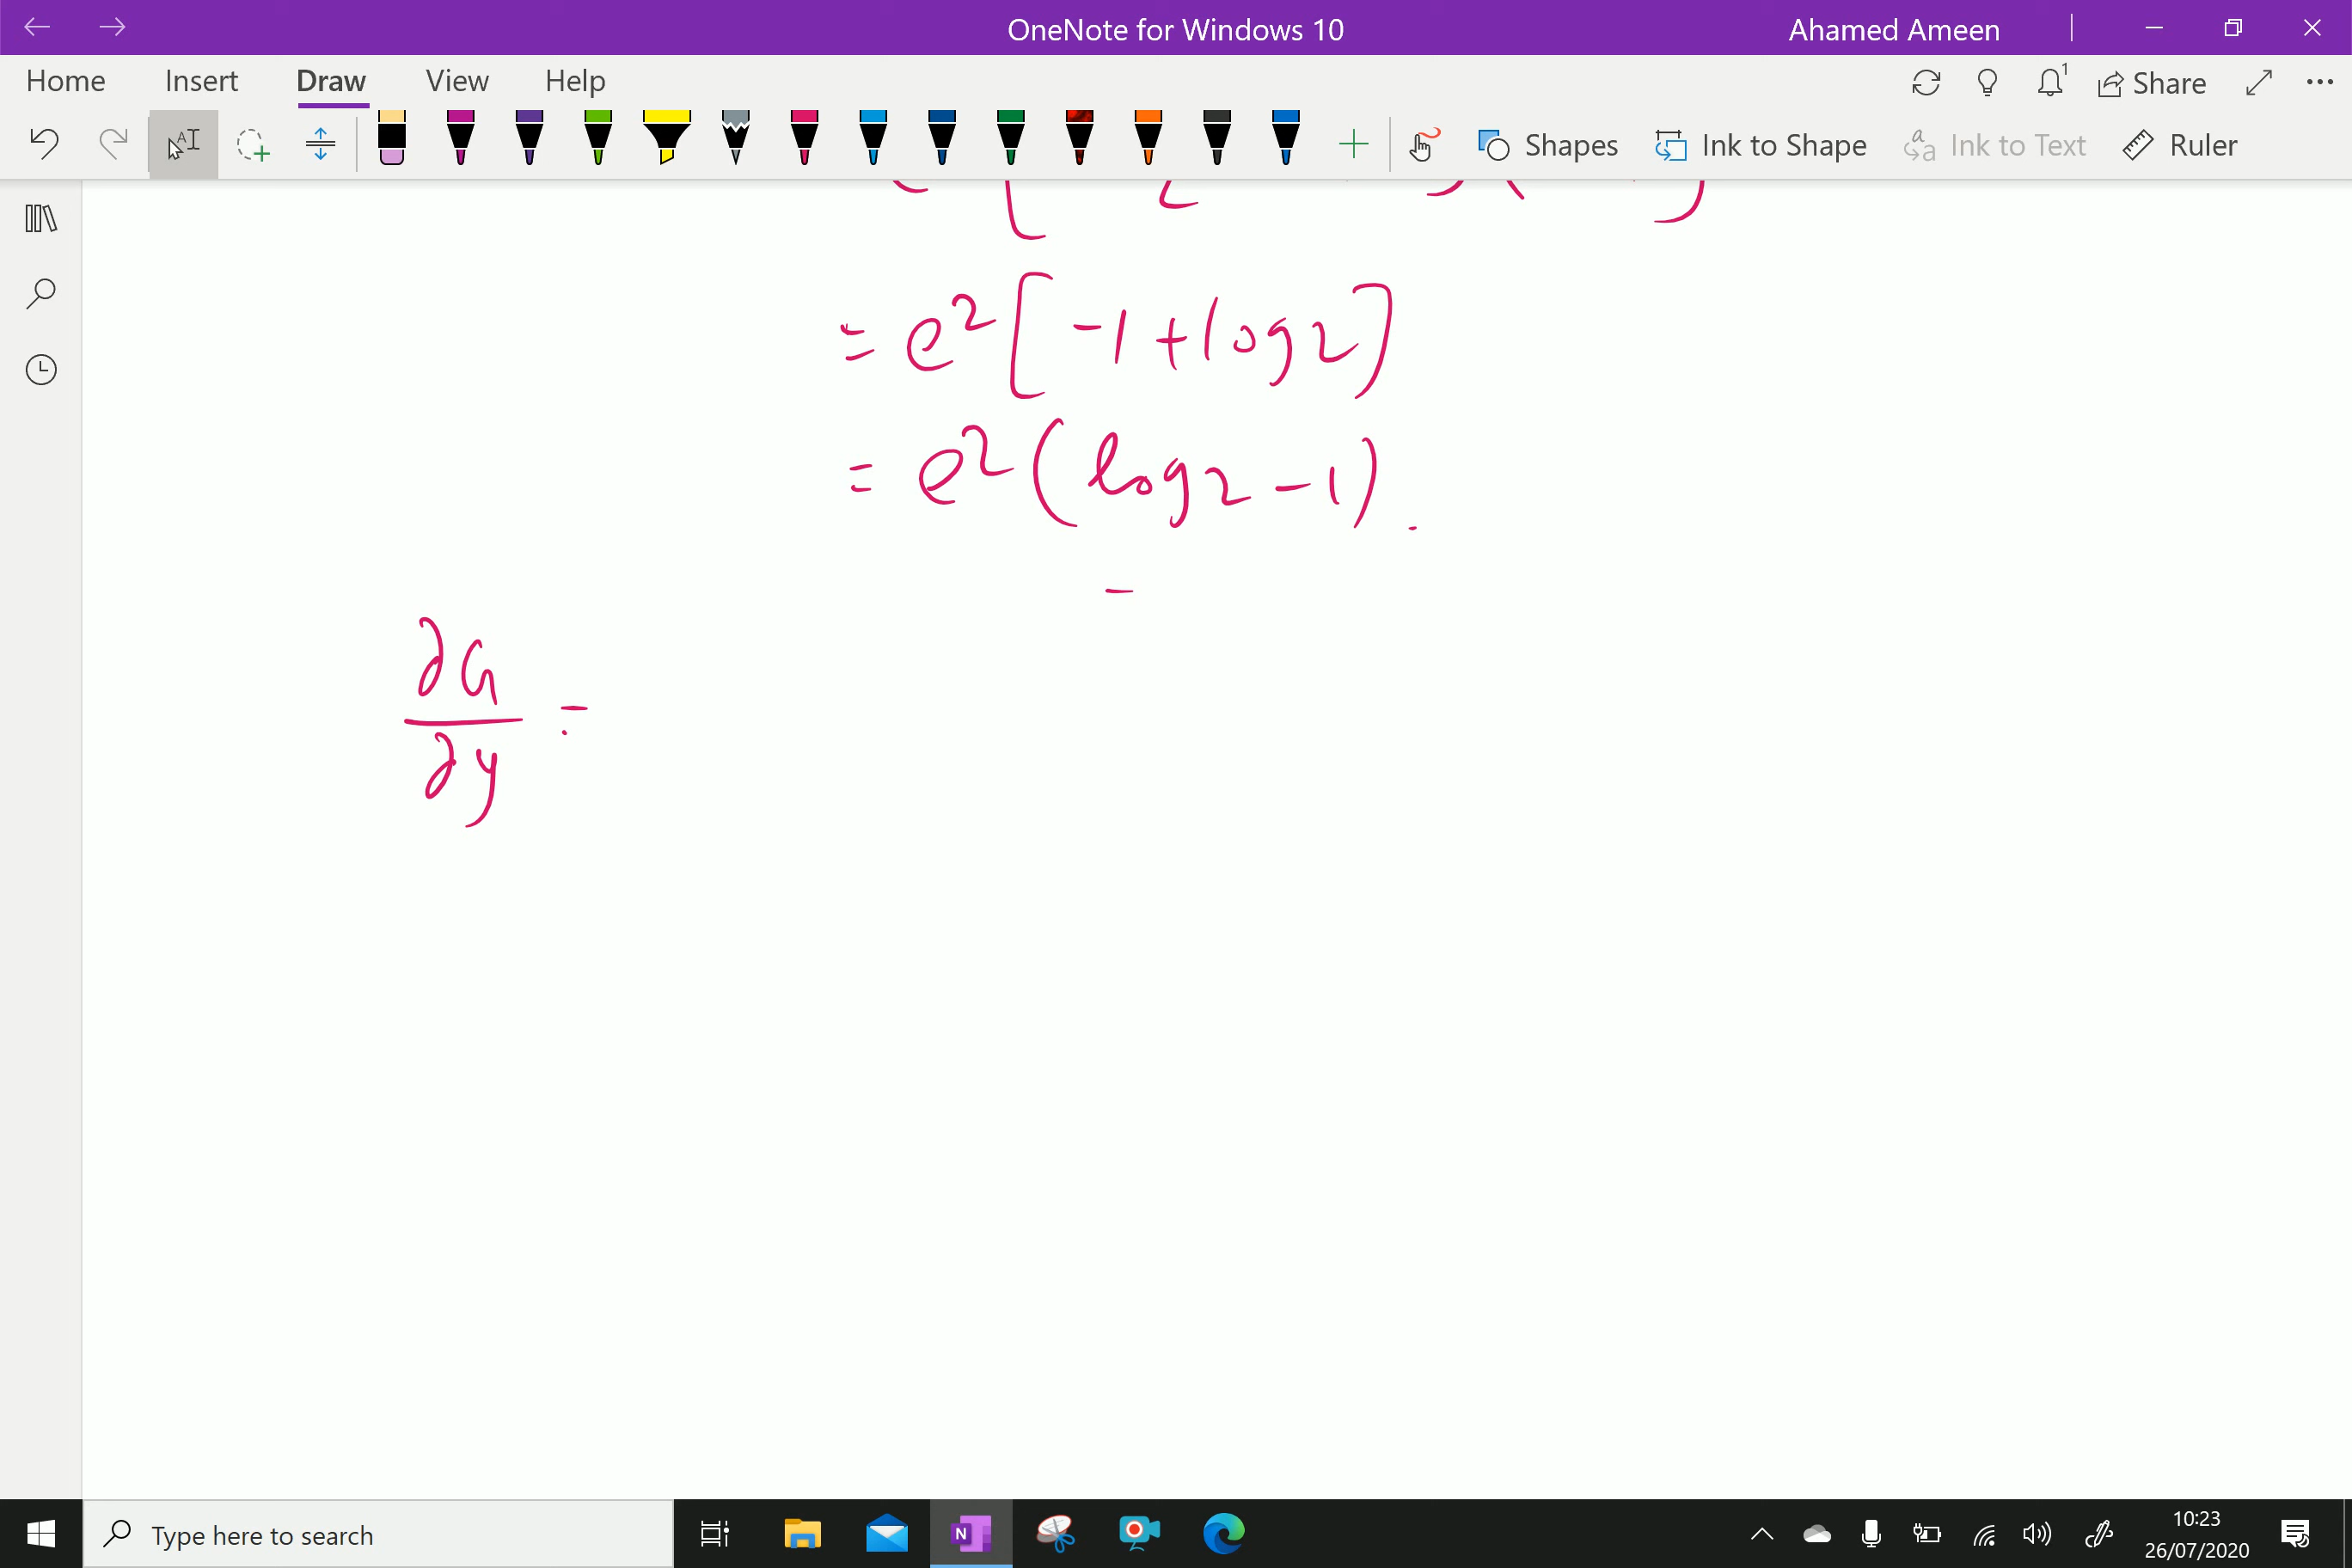 OneNote for Windows 10 Ahamed Ameen
Home Insert Draw View Help 1 Share
Shapes Ink to Shape Ink to Text Ruler
= e²[-1+log2]
= e²(log2-1).
-
∂G
∂y =
Type here to search 10:23
26/07/2020